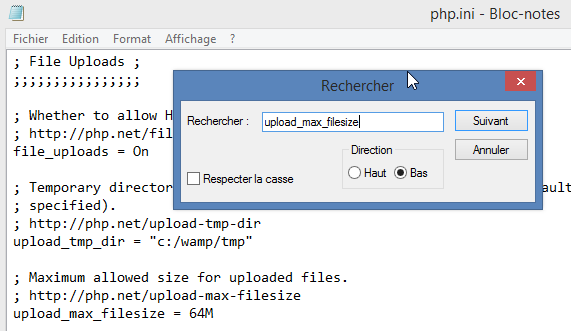 php.ini - Bloc-notes
Fichier Edition Format Affichage ?
; File Uploads ;
;;;;;;;;;;;;;;;;
; Whether to allow H
; http://php.net/fil
file_uploads = On
; Temporary director ault
; specified).
; http://php.net/upload-tmp-dir
upload_tmp_dir = "c:/wamp/tmp"
; Maximum allowed size for uploaded files.
; http://php.net/upload-max-filesize
upload_max_filesize = 64M
Rechercher
Rechercher : upload_max_filesize Suivant
Direction Annuler
Respecter la casse Haut Bas